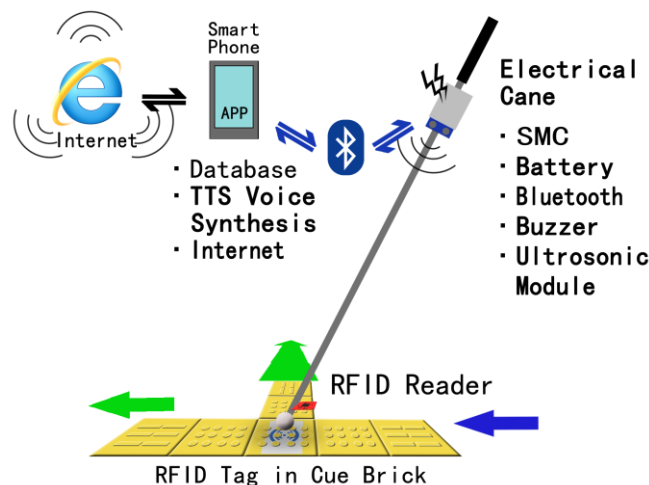 Smart
Phone
APP
Internet
Electrical
Cane
· SMC
· Battery
· Bluetooth
· Buzzer
· Ultrosonic
Module
· Database
· TTS Voice
Synthesis
· Internet
RFID Reader
RFID Tag in Cue Brick